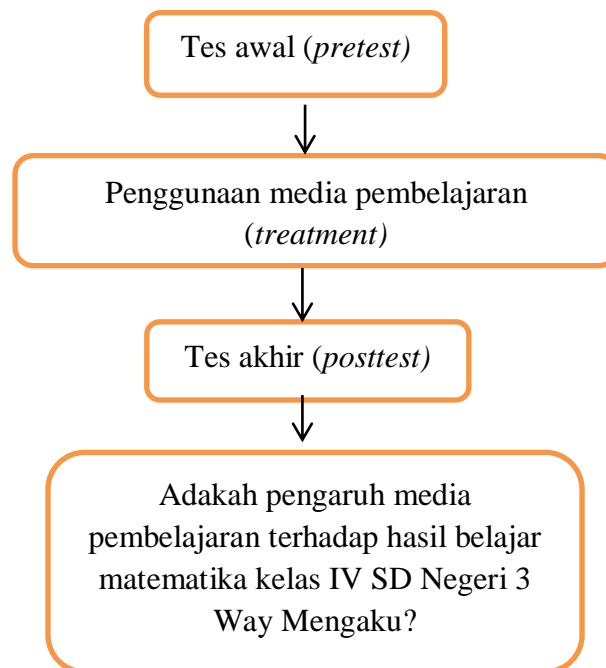 Tes awal (pretest)
Penggunaan media pembelajaran
(treatment)
Tes akhir (posttest)
Adakah pengaruh media
pembelajaran terhadap hasil belajar
matematika kelas IV SD Negeri 3
Way Mengaku?